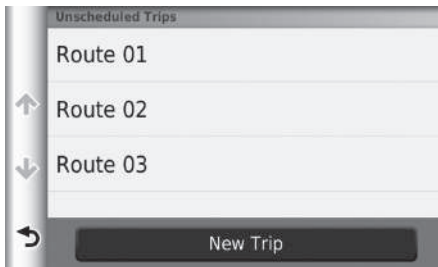 Unscheduled Trips
Route 01
Route 02
Route 03
New Trip